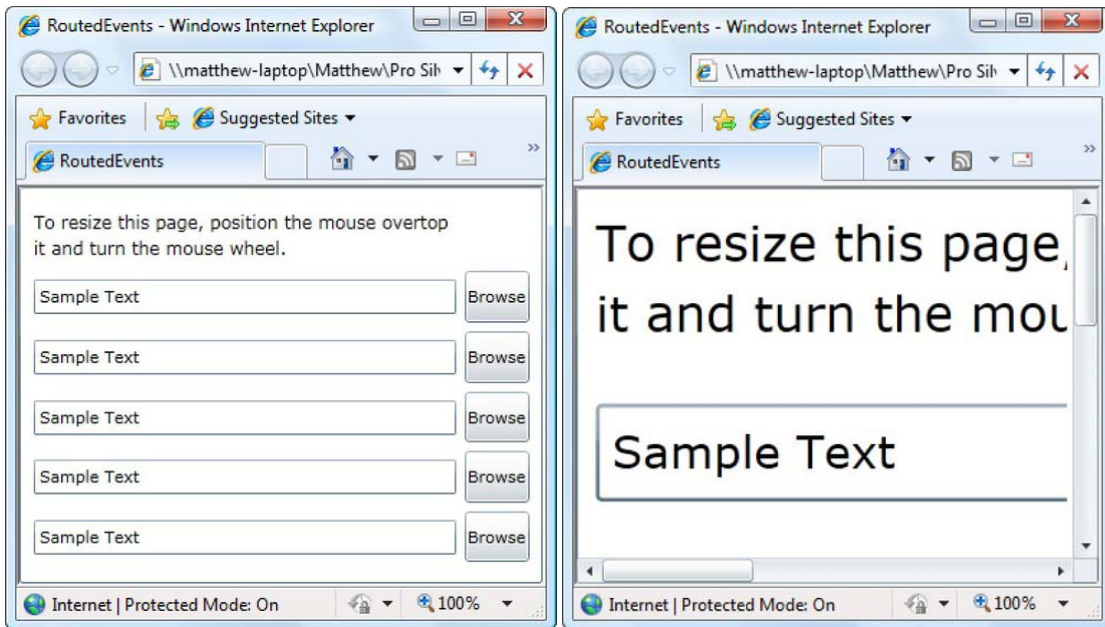 RoutedEvents - Windows Internet Explorer
\\matthew-laptop\Matthew\Pro Silv
Favorites
Suggested Sites
RoutedEvents
To resize this page, position the mouse overtop
it and turn the mouse wheel.
Sample Text Browse
Sample Text Browse
Sample Text Browse
Sample Text Browse
Sample Text Browse
Internet | Protected Mode: On
100%
RoutedEvents - Windows Internet Explorer
\\matthew-laptop\Matthew\Pro Silv
Favorites
Suggested Sites
RoutedEvents
To resize this page,
it and turn the mou
Sample Text
Internet | Protected Mode: On
100%